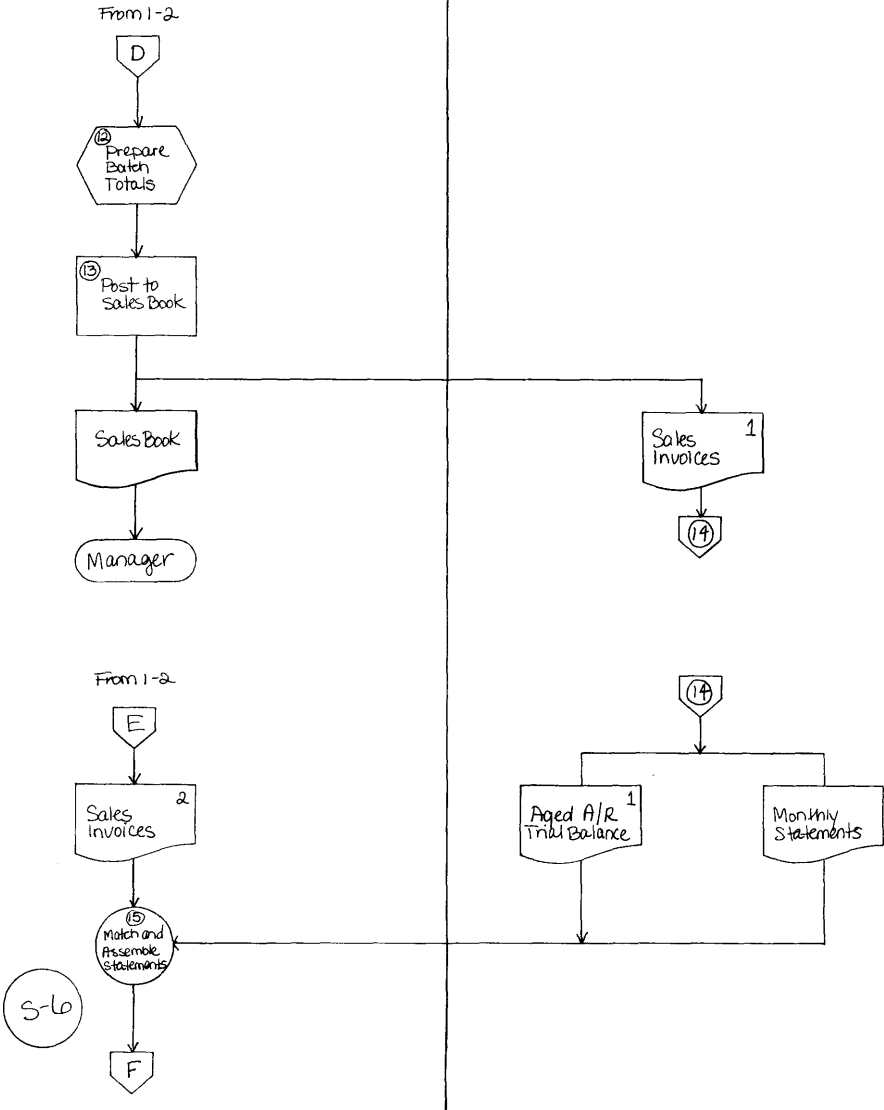 From 1-2
D
12
Prepare
Batch
Totals
13
Post to
Sales Book
Sales Book
Manager
Sales
Invoices
1
14
From 1-2
E
Sales
Invoices
2
14
Aged A/R
Trial Balance
1
Monthly
Statements
15
Match and
Assemble
Statements
S-6
F